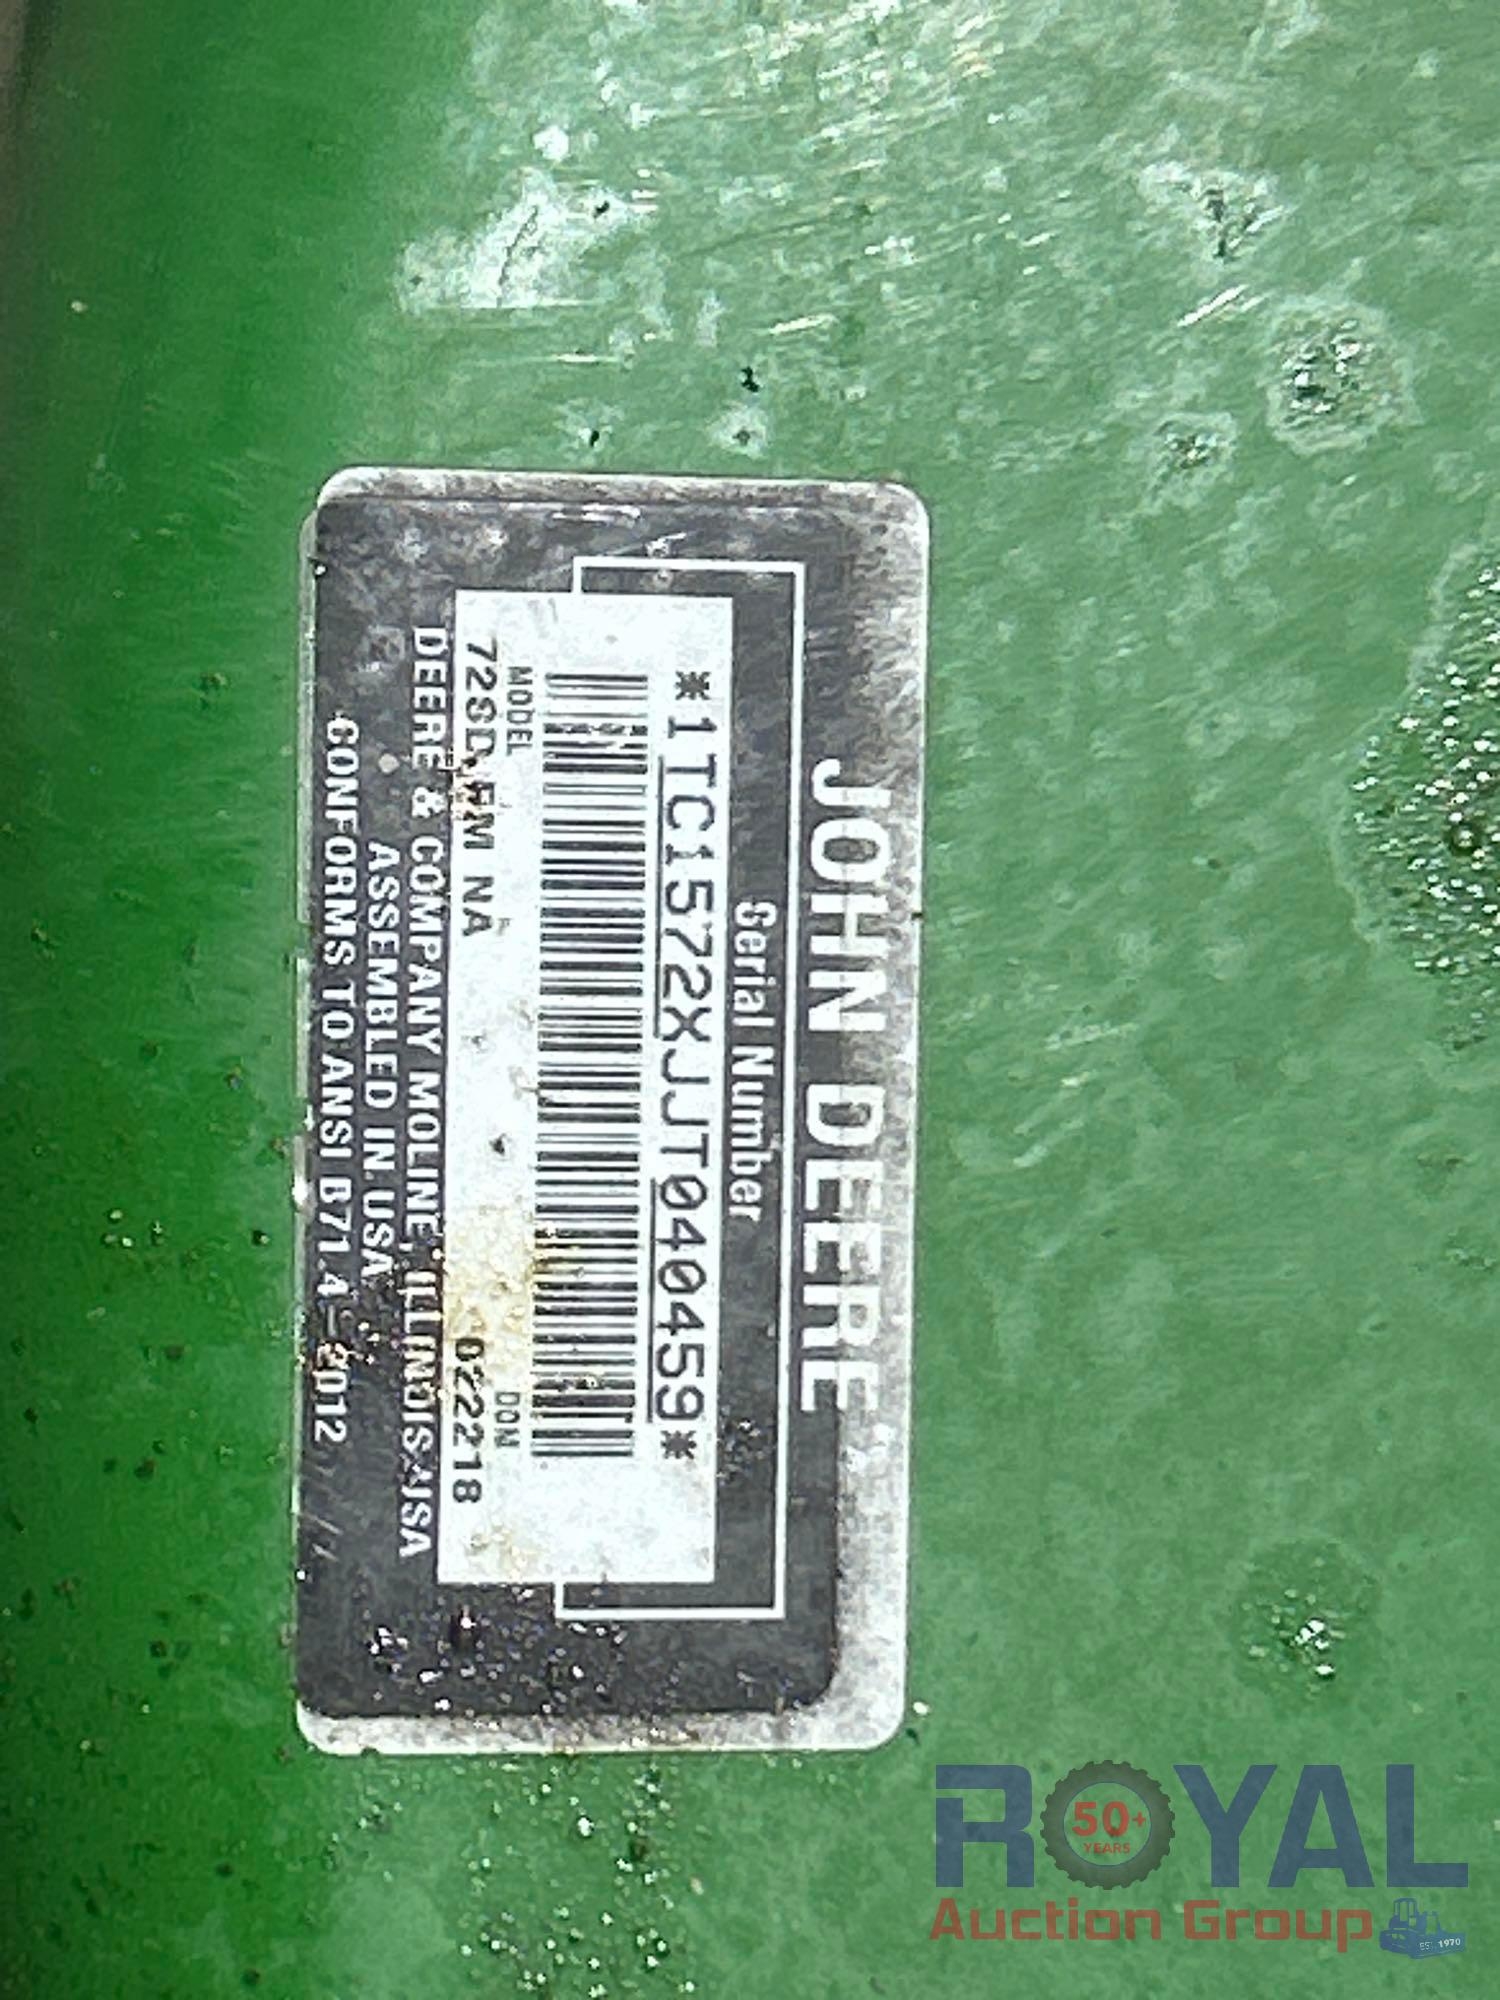 JOHN DEERE
Serial Number
*1TC1572XJJT040459*
MODEL DON
72SD FM NA 022218
DEERE & COMPANY MOLINE, ILLINOIS USA
ASSEMBLED IN USA
CONFORMS TO ANSI B71.4-2012
ROYAL
50+
YEARS
Auction Group
EST. 1970